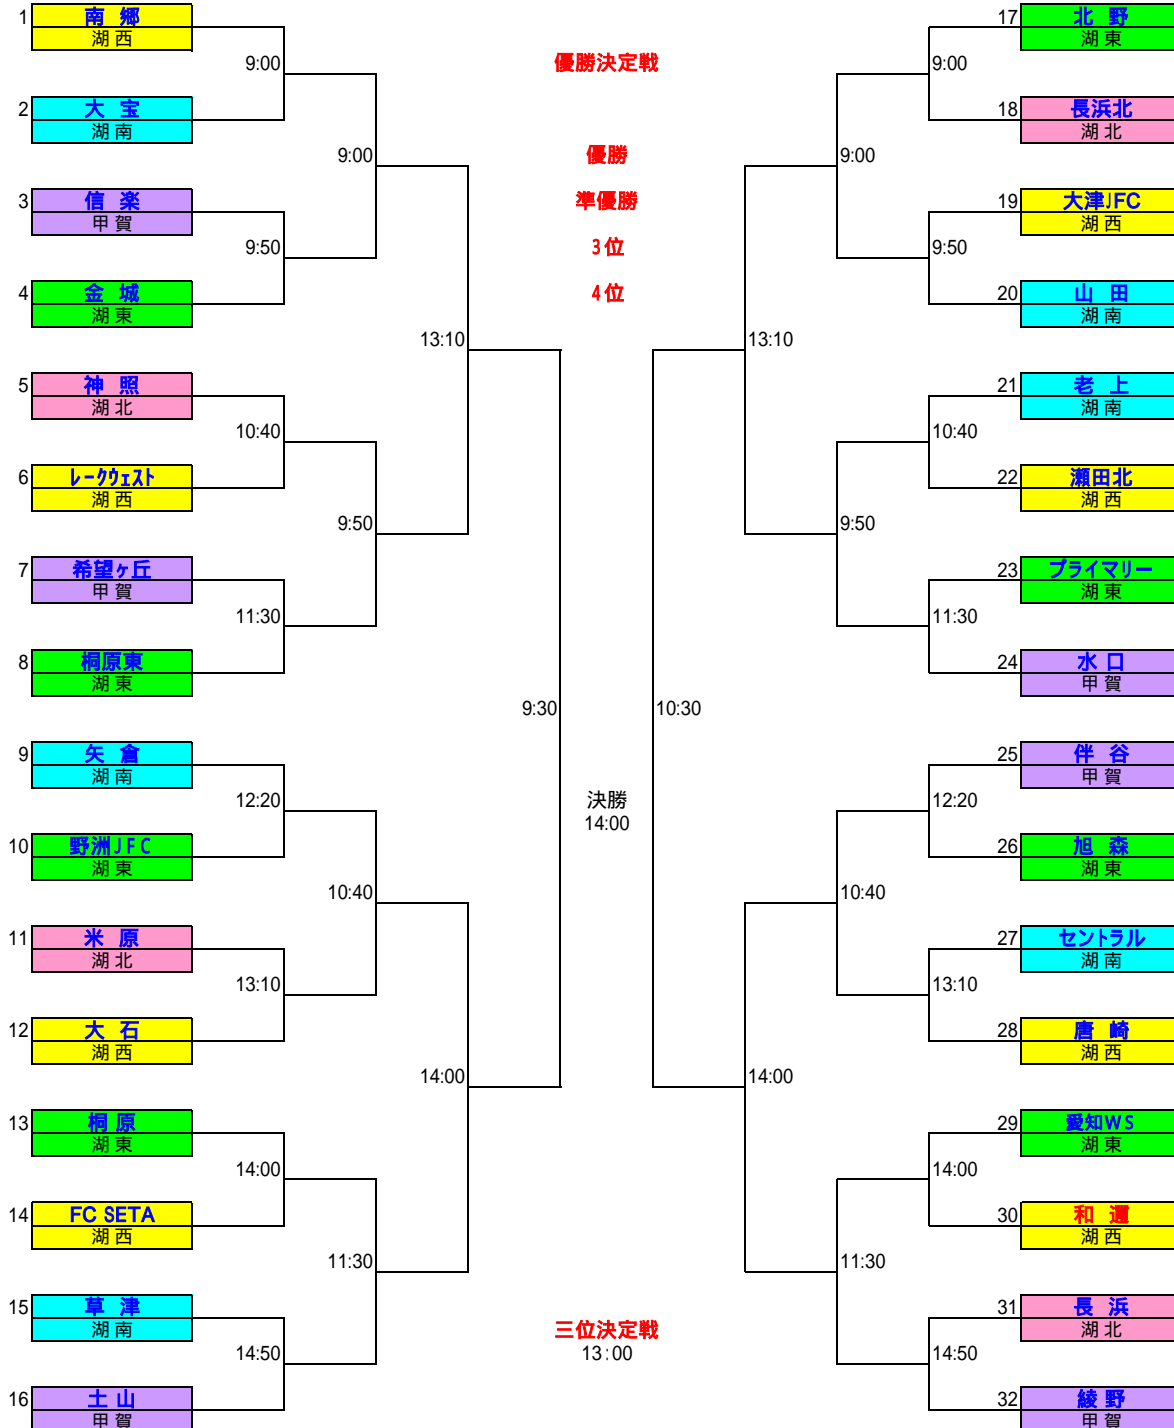 1 南 郷
湖 西
9:00
2 大 宝
湖 南
9:00
3 信 楽
甲 賀
9:50
4 金 城
湖 東
13:10
5 神 照
湖 北
10:40
6 レークウェスト
湖 西
9:50
7 希望ヶ丘
甲 賀
11:30
8 桐原東
湖 東
9:30
9 矢 倉
湖 南
12:20
10 野洲JFC
湖 東
10:40
11 米 原
湖 北
13:10
12 大 石
湖 西
14:00
13 桐 原
湖 東
14:00
14 FC SETA
湖 西
11:30
15 草 津
湖 南
14:50
16 土 山
甲 賀
優勝決定戦
優勝
準優勝
3位
4位
決勝
14:00
三位決定戦
13:00
17 北 野
湖 東
9:00
18 長浜北
湖 北
9:00
19 大津JFC
湖 西
9:50
20 山 田
湖 南
13:10
21 老 上
湖 南
10:40
22 瀬田北
湖 西
9:50
23 プライマリー
湖 東
11:30
24 水 口
甲 賀
10:30
25 伴 谷
甲 賀
12:20
26 旭 森
湖 東
10:40
27 セントラル
湖 南
13:10
28 唐 崎
湖 西
14:00
29 愛知WS
湖 東
14:00
30 和 邇
湖 西
11:30
31 長 浜
湖 北
14:50
32 綾 野
甲 賀